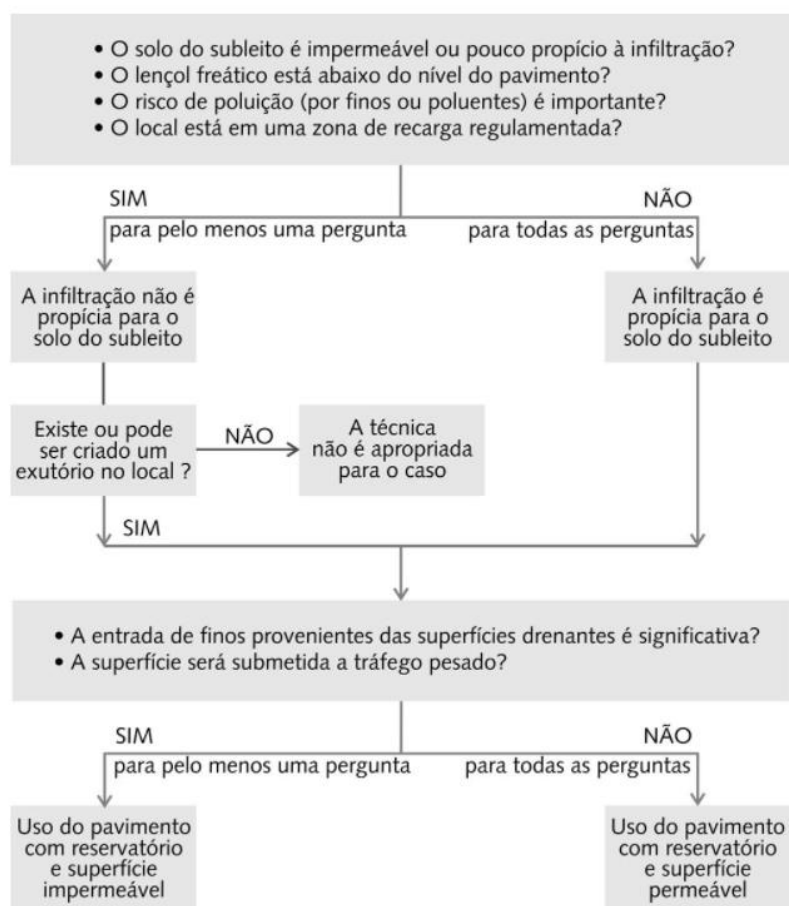 • O solo do subleito é impermeável ou pouco propício à infiltração?
• O lençol freático está abaixo do nível do pavimento?
• O risco de poluição (por finos ou poluentes) é importante?
• O local está em uma zona de recarga regulamentada?
SIM
para pelo menos uma pergunta
NÃO
para todas as perguntas
A infiltração não é
propícia para o
solo do subleito
A infiltração é
propícia para o
solo do subleito
Existe ou pode
ser criado um
exutório no local ?
NÃO
A técnica
não é apropriada
para o caso
SIM
• A entrada de finos provenientes das superfícies drenantes é significativa?
• A superfície será submetida a tráfego pesado?
SIM
para pelo menos uma pergunta
NÃO
para todas as perguntas
Uso do pavimento
com reservatório
e superfície
impermeável
Uso do pavimento
com reservatório
e superfície
permeável